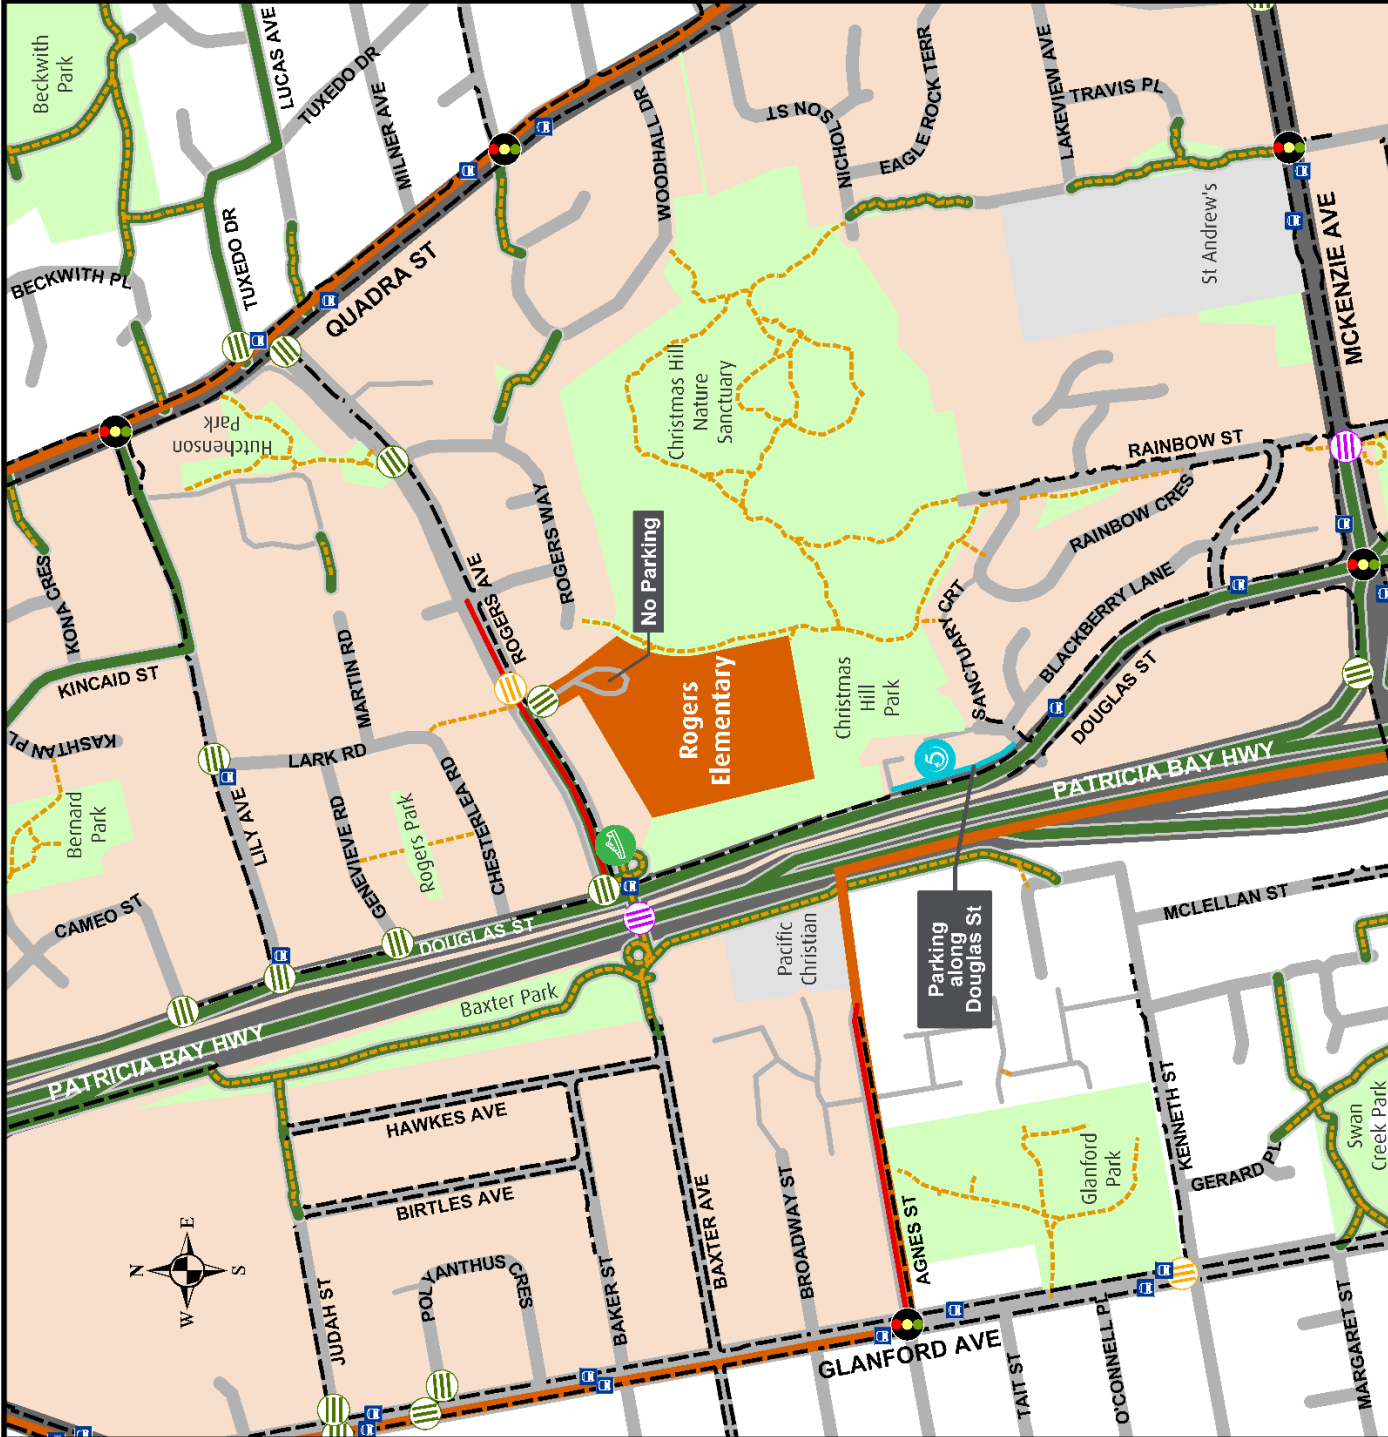 Beckwith
Park
LUCAS AVE
TUXEDO DR
MILNER AVE
BECKWITH PL
TUXEDO DR
QUADRA ST
WOODHALL DR
NICHOLSON ST
EAGLE ROCK TERR
LAKEVIEW AVE
TRAVIS PL
St Andrew's
MCKENZIE AVE
Hutchenson
Park
Christmas Hill
Nature
Sanctuary
RAINBOW ST
RAINBOW CRES
KONA CRES
KINCAID ST
KASHTAN PL
MARTIN RD
LARK RD
ROGERS AVE
ROGERS WAY
No Parking
Rogers
Elementary
Christmas
Hill
Park
SANCTUARY CRT
BLACKBERRY LANE
DOUGLAS ST
PATRICIA BAY HWY
5
Bernard
Park
LILY AVE
GENEVIEVE RD
Rogers Park
CHESTERLEA RD
CAMEO ST
DOUGLAS ST
PATRICIA BAY HWY
Baxter Park
Pacific
Christian
Parking
along
Douglas St
MCLELLAN ST
HAWKES AVE
BIRTLES AVE
N
E
S
W
JUDAH ST
POLYANTHUS CRES
BAKER ST
BAXTER AVE
BROADWAY ST
AGNES ST
Glanford
Park
KENNETH ST
GERARD PL
Swan
Creek Park
GLANFORD AVE
TAIT ST
O'CONNELL PL
MARGARET ST